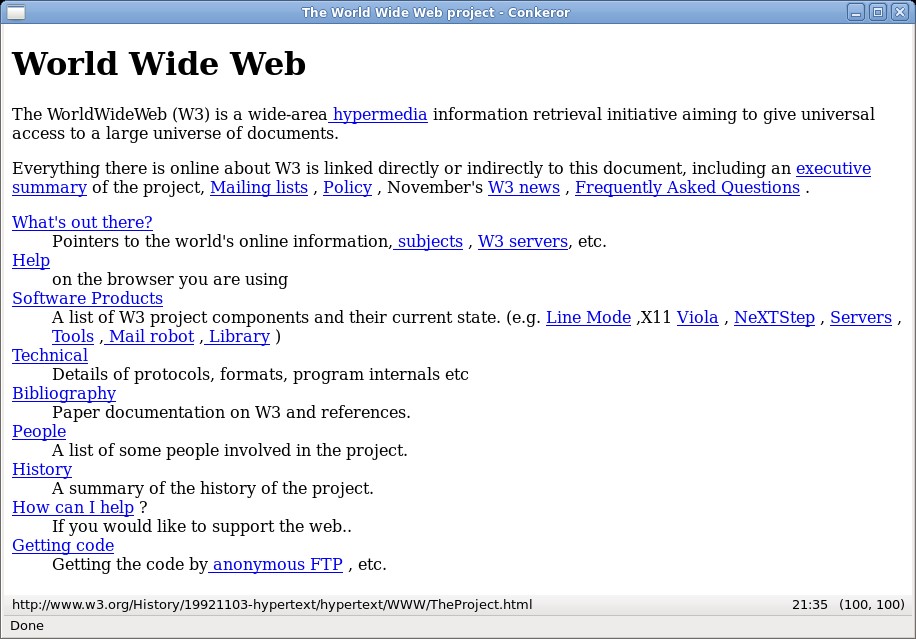 The World Wide Web project - Conkeror
World Wide Web
The WorldWideWeb (W3) is a wide-area hypermedia information retrieval initiative aiming to give universal
access to a large universe of documents.
Everything there is online about W3 is linked directly or indirectly to this document, including an executive
summary of the project, Mailing lists , Policy , November's W3 news , Frequently Asked Questions .
What's out there?
Pointers to the world's online information, subjects , W3 servers, etc.
Help
on the browser you are using
Software Products
A list of W3 project components and their current state. (e.g. Line Mode ,X11 Viola , NeXTStep , Servers ,
Tools , Mail robot , Library )
Technical
Details of protocols, formats, program internals etc
Bibliography
Paper documentation on W3 and references.
People
A list of some people involved in the project.
History
A summary of the history of the project.
How can I help ?
If you would like to support the web..
Getting code
Getting the code by anonymous FTP , etc.
http://www.w3.org/History/19921103-hypertext/hypertext/WWW/TheProject.html 21:35 (100, 100)
Done